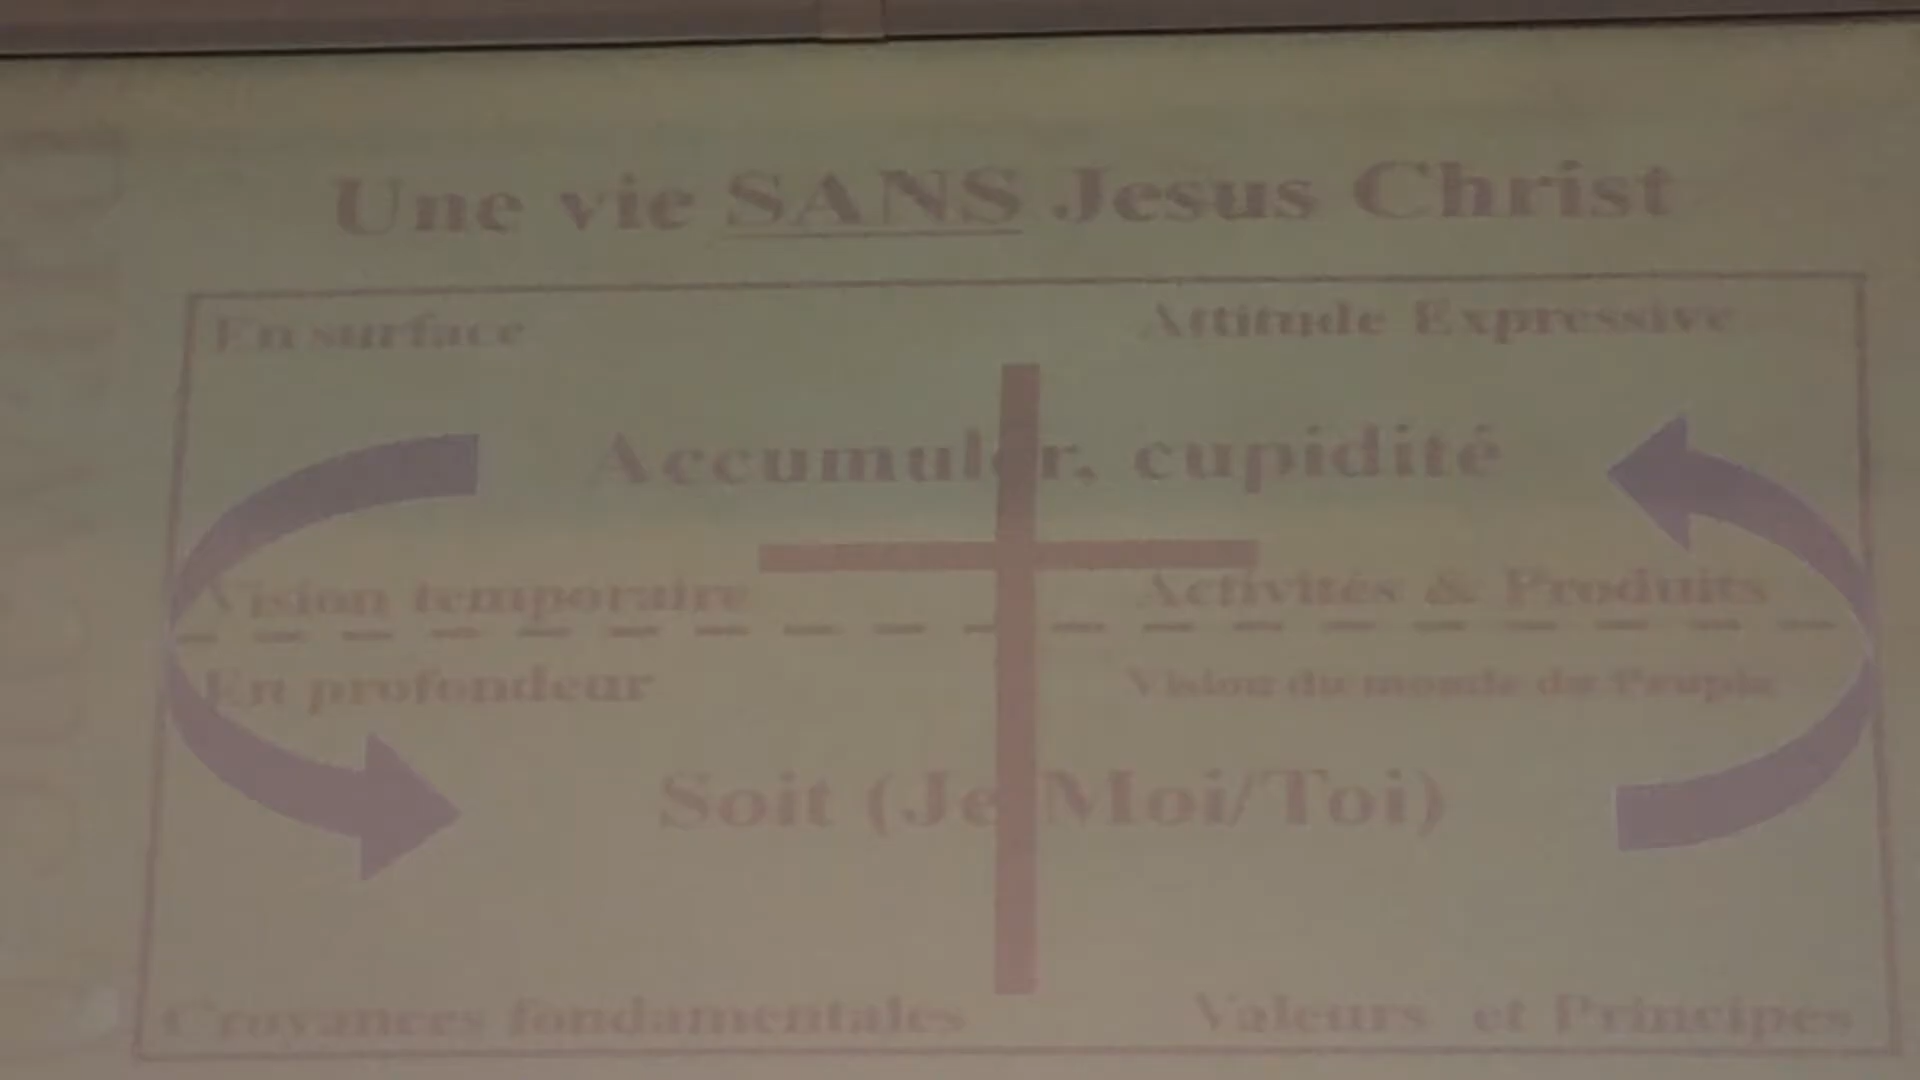 Une vie SANS Jesus Christ
En surface
Attitude Expressive
Accumuler, cupidité
Vision temporaire
Activités & Produits
En profondeur
Vision du monde du Peuple
Soit (Je Moi/Toi)
Croyances fondamentales
Valeurs et Principes